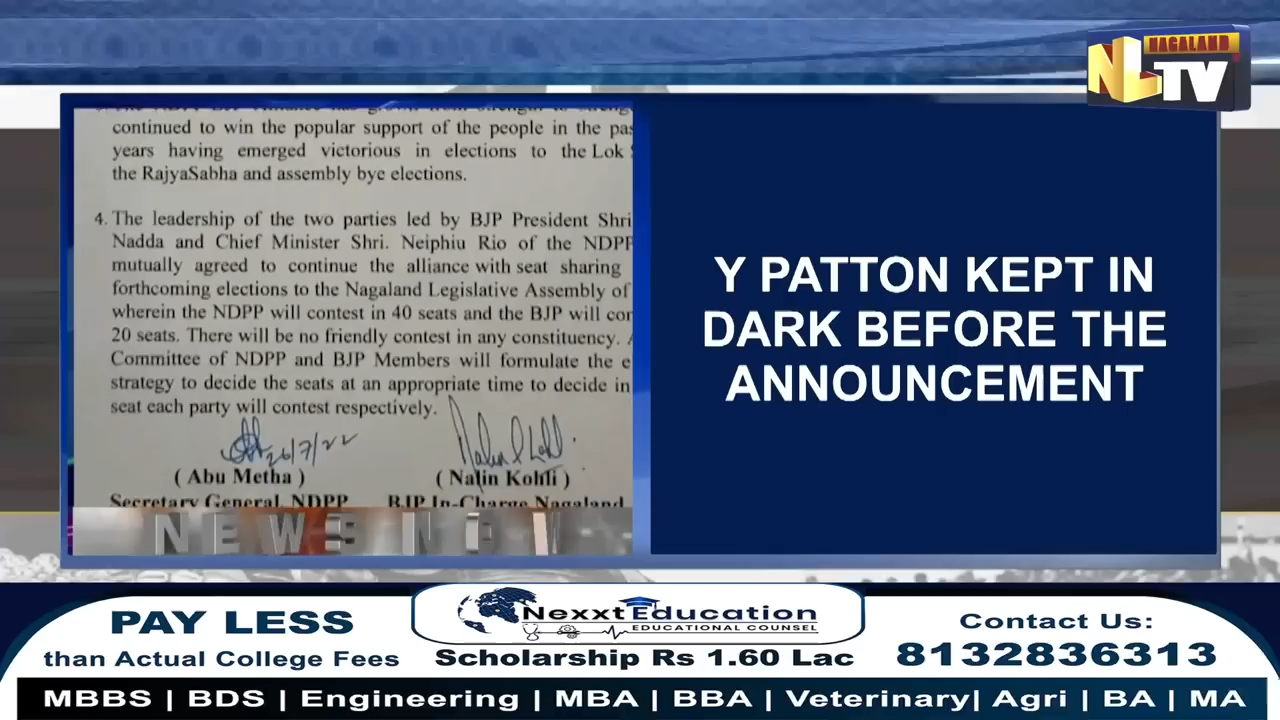 NAGALAND
NLTV
continued to win the popular support of the people in the pas
years having emerged victorious in elections to the Lok
the RajyaSabha and assembly bye elections.
4. The leadership of the two parties led by BJP President Shri
Nadda and Chief Minister Shri. Neiphiu Rio of the NDPP
mutually agreed to continue the alliance with seat sharing
forthcoming elections to the Nagaland Legislative Assembly of
wherein the NDPP will contest in 40 seats and the BJP will con
20 seats. There will be no friendly contest in any constituency.
Committee of NDPP and BJP Members will formulate the e
strategy to decide the seats at an appropriate time to decide in
seat each party will contest respectively.
26/7/22
( Abu Metha )
( Nalin Kohli )
Secretary General, NDPP
BJP In-Charge Nagaland
NEWS NOW
Y PATTON KEPT IN
DARK BEFORE THE
ANNOUNCEMENT
PAY LESS
than Actual College Fees
Nexxt Education
EDUCATIONAL COUNSEL
Scholarship Rs 1.60 Lac
Contact Us:
8132836313
MBBS | BDS | Engineering | MBA | BBA | Veterinary| Agri | BA | MA